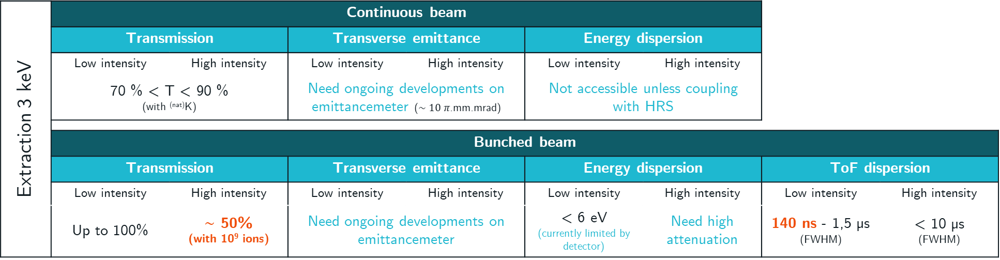 Extraction 3 keV
Continuous beam
Transmission Transverse emittance Energy dispersion
Low intensity High intensity Low intensity High intensity Low intensity High intensity
70 % < T < 90 %
(with ⁽ⁿᵃᵗ⁾K)
Need ongoing developments on
emittancemeter (~ 10 π.mm.mrad)
Not accessible unless coupling
with HRS
Bunched beam
Transmission Transverse emittance Energy dispersion ToF dispersion
Low intensity High intensity Low intensity High intensity Low intensity High intensity Low intensity High intensity
Up to 100%
~ 50%
(with 10⁹ ions)
Need ongoing developments on
emittancemeter
< 6 eV
(currently limited by
detector)
Need high
attenuation
140 ns - 1,5 µs
(FWHM)
< 10 µs
(FWHM)